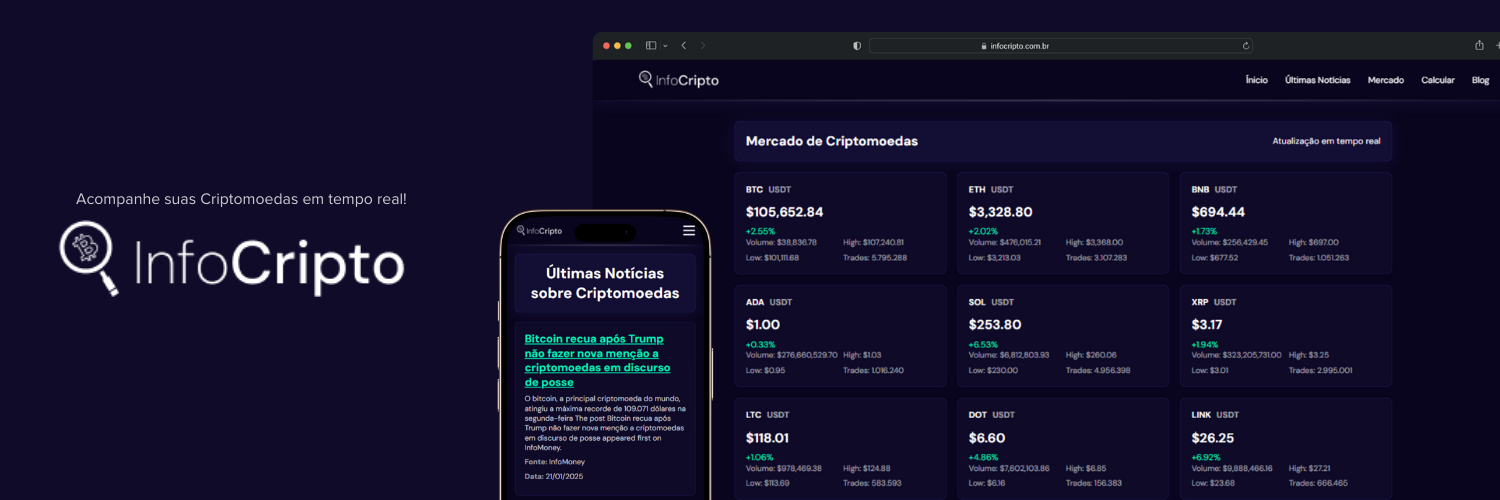 Acompanhe suas Criptomoedas em tempo real!
InfoCripto
infocripto.com.br
InfoCripto
Ínicio Últimas Notícias Mercado Calcular Blog
Mercado de Criptomoedas
Atualização em tempo real
BTC USDT
$105,652.84
+2.55%
Volume: $38,836.78 High: $107,240.81
Low: $101,111.68 Trades: 5.795.288
ETH USDT
$3,328.80
+2.02%
Volume: $476,015.21 High: $3,368.00
Low: $3,213.03 Trades: 3.107.283
BNB USDT
$694.44
+1.73%
Volume: $256,429.45 High: $697.00
Low: $677.52 Trades: 1.051.263
ADA USDT
$1.00
+0.33%
Volume: $276,660,529.70 High: $1.03
Low: $0.95 Trades: 1.016.240
SOL USDT
$253.80
+6.53%
Volume: $6,812,803.93 High: $260.06
Low: $230.00 Trades: 4.956.398
XRP USDT
$3.17
+1.94%
Volume: $323,205,731.00 High: $3.25
Low: $3.01 Trades: 2.995.001
LTC USDT
$118.01
+1.06%
Volume: $978,469.38 High: $124.88
Low: $113.69 Trades: 583.593
DOT USDT
$6.60
+4.86%
Volume: $7,602,103.86 High: $6.85
Low: $6.16 Trades: 156.383
LINK USDT
$26.25
+6.92%
Volume: $9,888,466.16 High: $27.21
Low: $23.68 Trades: 666.465
InfoCripto
Últimas Notícias
sobre Criptomoedas
Bitcoin recua após Trump
não fazer nova menção a
criptomoedas em discurso
de posse
O bitcoin, a principal criptomoeda do mundo,
atingiu a máxima recorde de 109.071 dólares na
segunda-feira The post Bitcoin recua após
Trump não fazer nova menção a criptomoedas
em discurso de posse appeared first on
InfoMoney.
Fonte: InfoMoney
Data: 21/01/2025